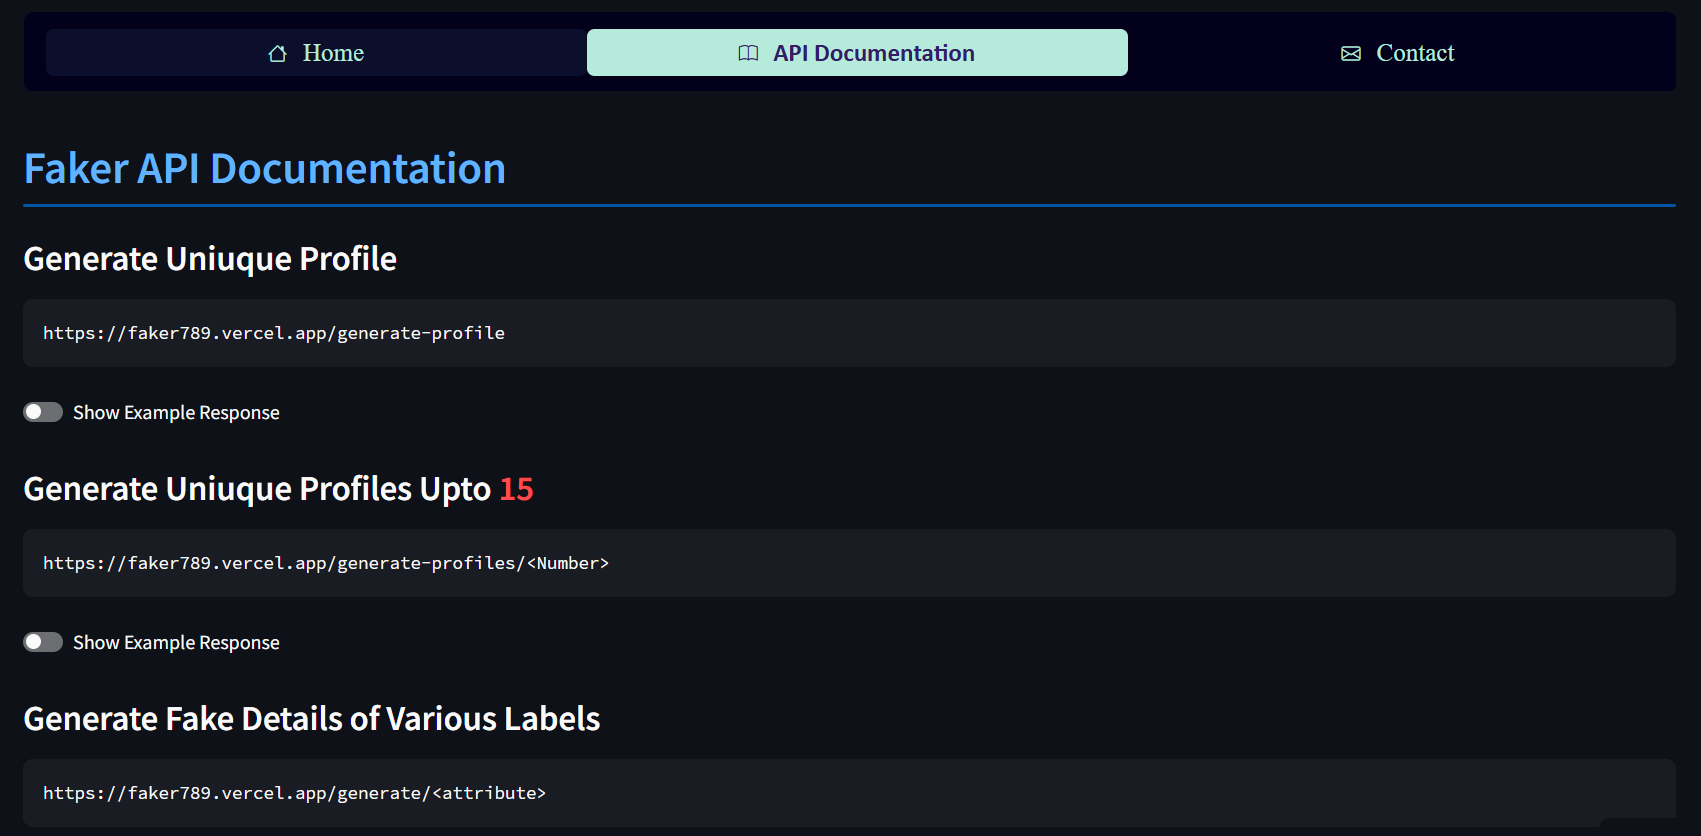 Home
API Documentation
Contact
Faker API Documentation
Generate Uniuque Profile
https://faker789.vercel.app/generate-profile
Show Example Response
Generate Uniuque Profiles Upto 15
https://faker789.vercel.app/generate-profiles/<Number>
Show Example Response
Generate Fake Details of Various Labels
https://faker789.vercel.app/generate/<attribute>